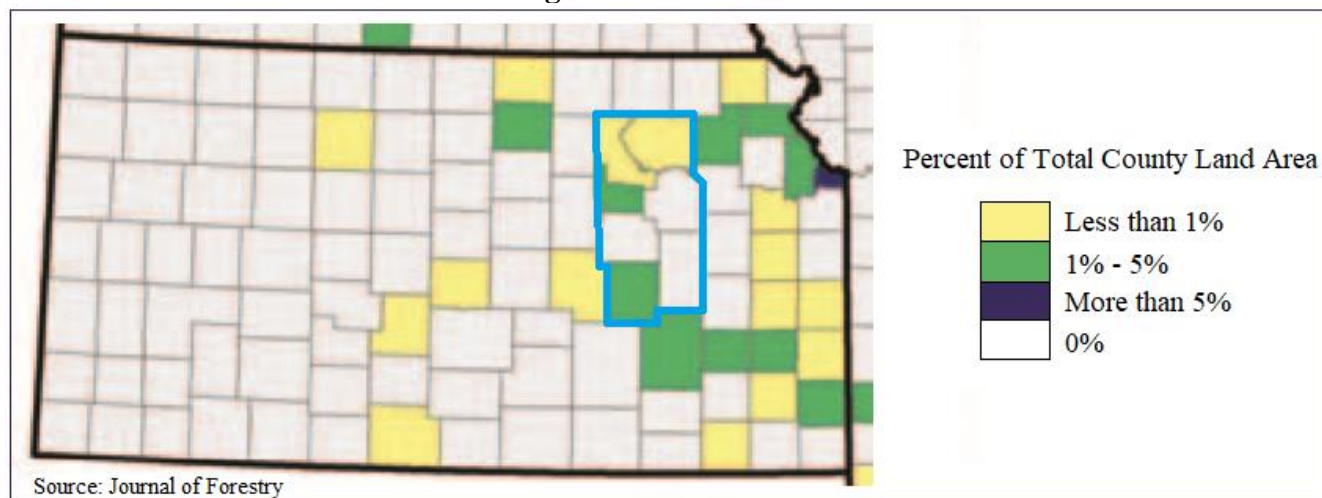 Percent of Total County Land Area
Less than 1%
1% - 5%
More than 5%
0%
Source: Journal of Forestry